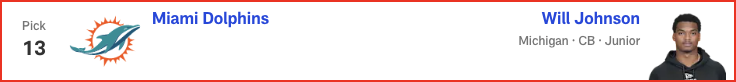 Pick
13
Miami Dolphins
Will Johnson
Michigan · CB · Junior